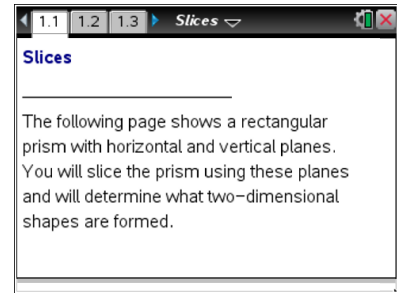 1.1 1.2 1.3 Slices
Slices
The following page shows a rectangular
prism with horizontal and vertical planes.
You will slice the prism using these planes
and will determine what two-dimensional
shapes are formed.